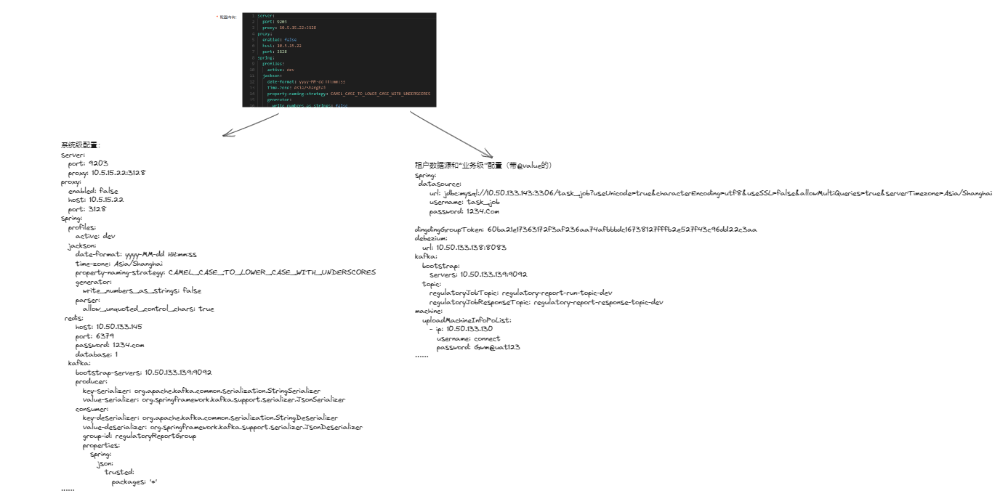 * 配置内容:
1 server:
2 port: 9203
3 proxy: 10.5.15.22:3128
4 proxy:
5 enabled: false
6 host: 10.5.15.22
7 port: 3128
8 spring:
9 profiles:
10 active: dev
11 jackson:
12 date-format: yyyy-MM-dd HH:mm:ss
13 time-zone: Asia/Shanghai
14 property-naming-strategy: CAMEL_CASE_TO_LOWER_CASE_WITH_UNDERSCORES
15 generator:
16 write_numbers_as_strings: false
系统级配置:
server:
port: 9203
proxy: 10.5.15.22:3128
proxy:
enabled: false
host: 10.5.15.22
port: 3128
spring:
profiles:
active: dev
jackson:
date-format: yyyy-MM-dd HH:mm:ss
time-zone: Asia/Shanghai
property-naming-strategy: CAMEL_CASE_TO_LOWER_CASE_WITH_UNDERSCORES
generator:
write_numbers_as_strings: false
parser:
allow_unquoted_control_chars: true
redis:
host: 10.50.133.145
port: 6379
password: 1234.com
database: 1
kafka:
bootstrap-servers: 10.50.133.139:9092
producer:
key-serializer: org.apache.kafka.common.serialization.StringSerializer
value-serializer: org.springframework.kafka.support.serializer.JsonSerializer
consumer:
key-deserializer: org.apache.kafka.common.serialization.StringDeserializer
value-deserializer: org.springframework.kafka.support.serializer.JsonDeserializer
group-id: regulatoryReportGroup
properties:
spring:
json:
trusted:
packages: '*'
......
租户数据源和“业务级”配置（带@value的）
spring:
datasource:
url: jdbc:mysql://10.50.133.143:3306/task_job?useUnicode=true&characterEncoding=utf8&useSSL=false&allowMultiQueries=true&serverTimezone=Asia/Shanghai
username: task_job
password: 1234.Com
dingdingGroupToken: 60ba21e17363172f3af236aa74afbbbdc16738127fffb2e527f43c96dd22c3aa
debezium:
url: 10.50.133.138:8083
kafka:
bootstrap:
servers: 10.50.133.139:9092
topic:
regulatoryJobTopic: regulatory-report-run-topic-dev
regulatoryJobResponseTopic: regulatory-report-response-topic-dev
machine:
uploadMachineInfoPoList:
- ip: 10.50.133.130
username: connect
password: Gwm@uat123
......